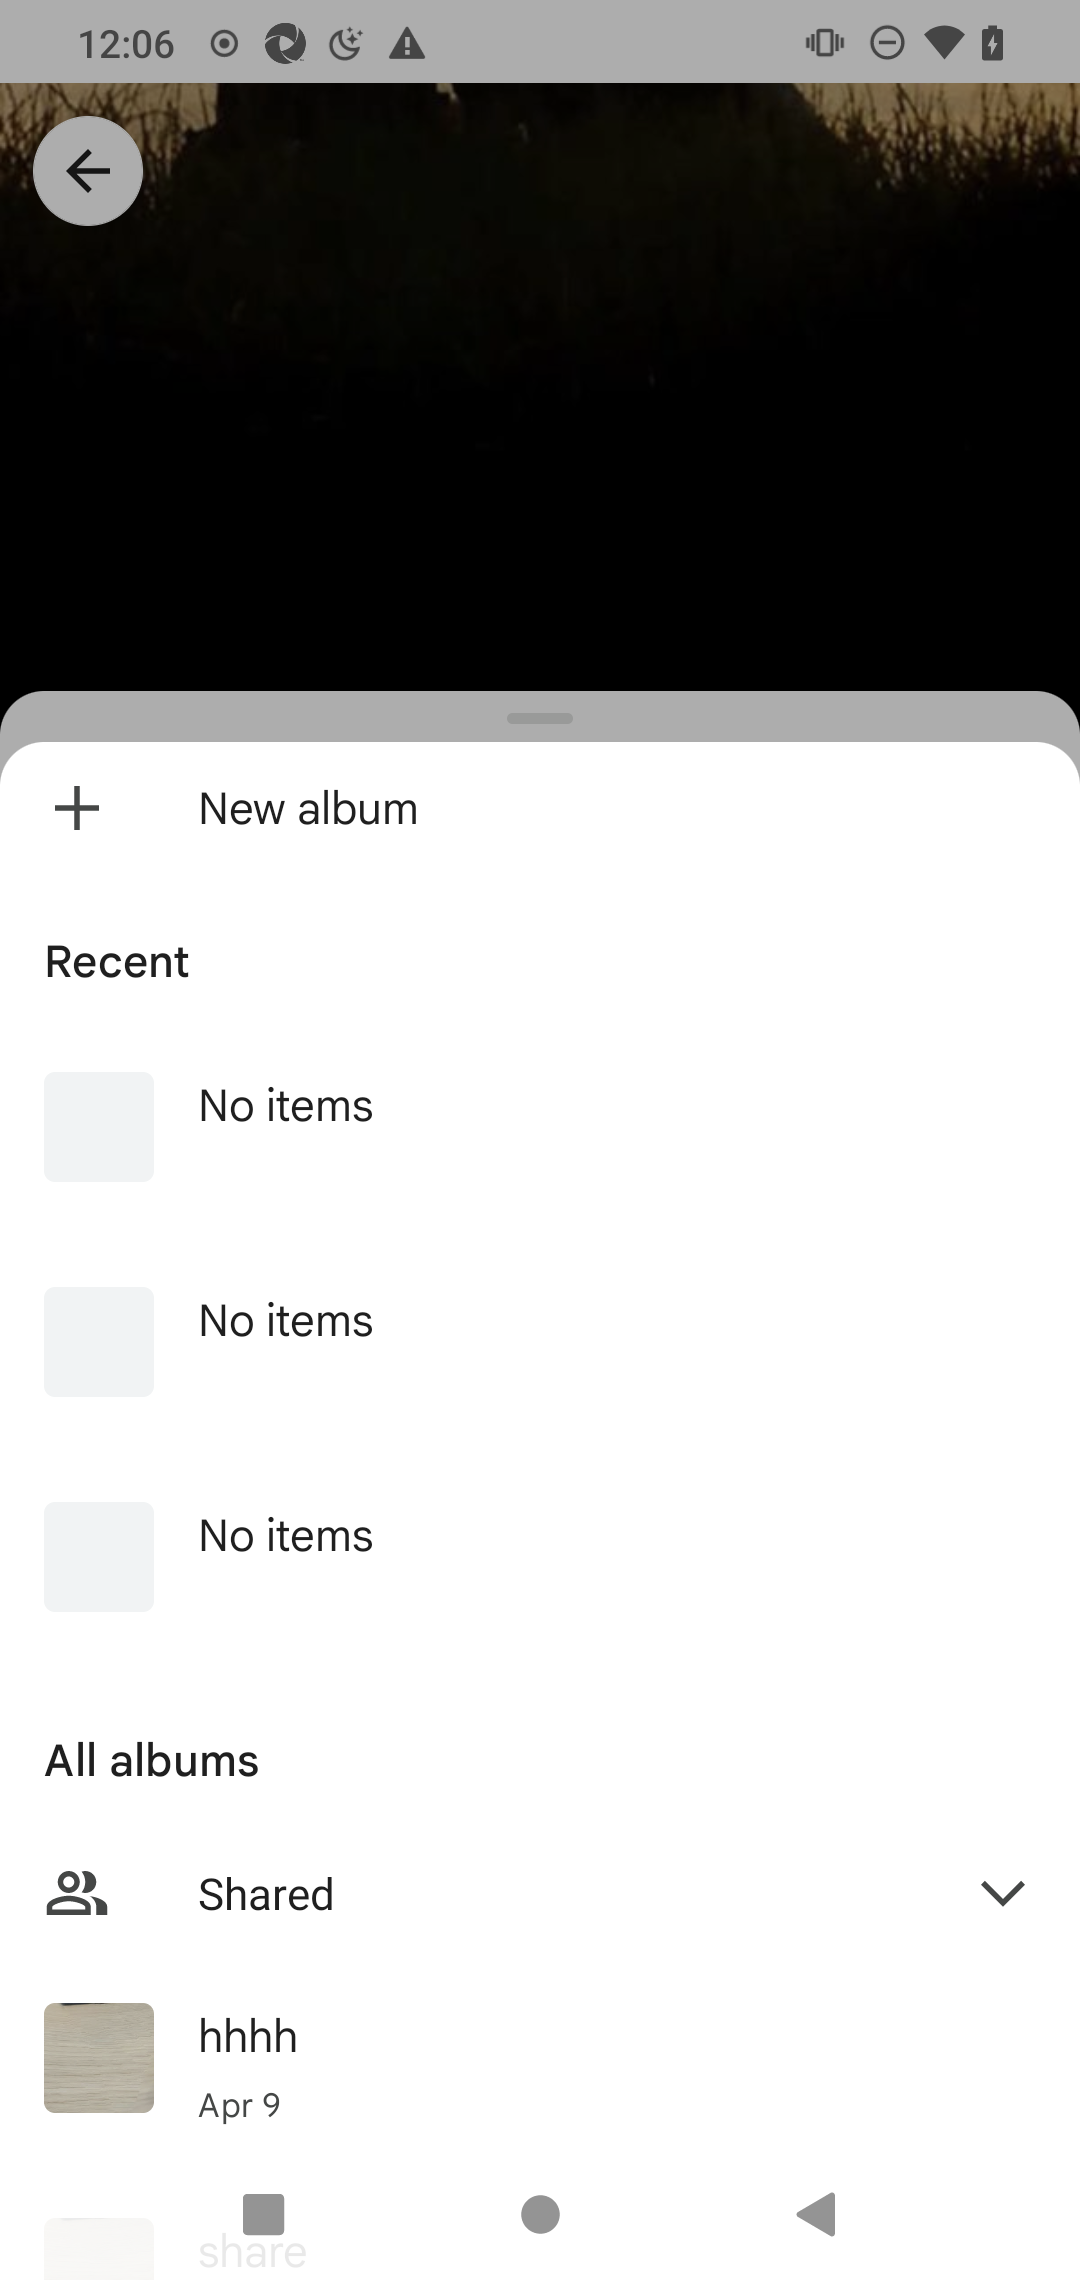 12:06
New album
Recent
No items
No items
No items
All albums
Shared
hhhh
Apr 9
share